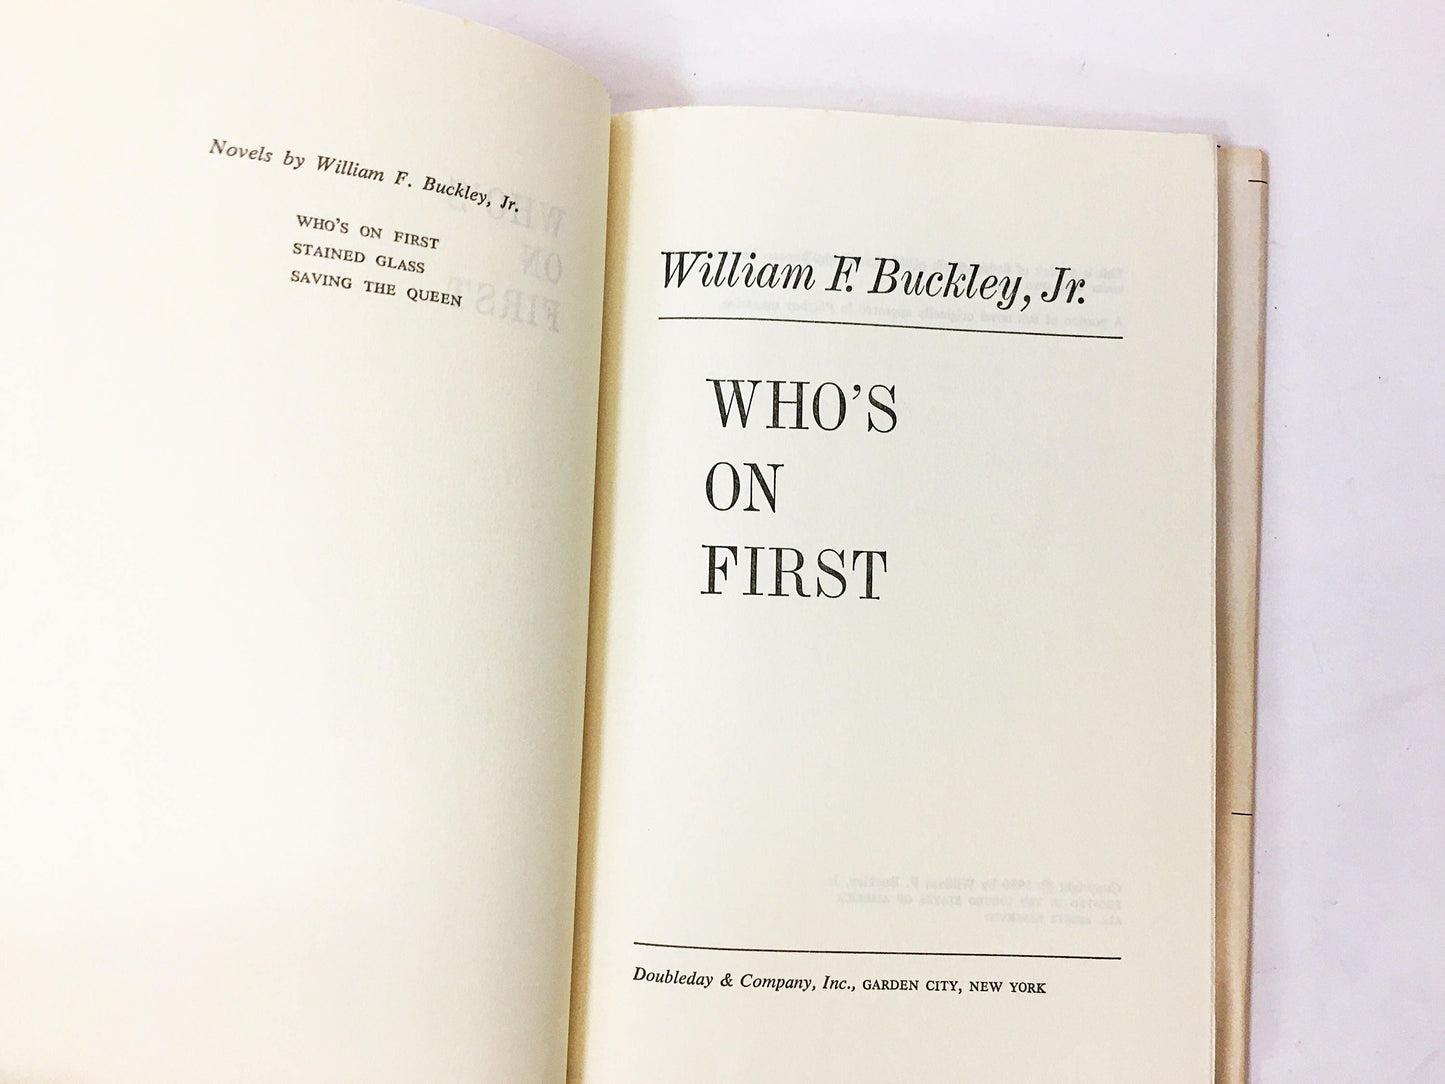 Novels by William F. Buckley, Jr.
WHO'S ON FIRST
STAINED GLASS
SAVING THE QUEEN
William F. Buckley, Jr.
WHO'S
ON
FIRST
Doubleday & Company, Inc., GARDEN CITY, NEW YORK